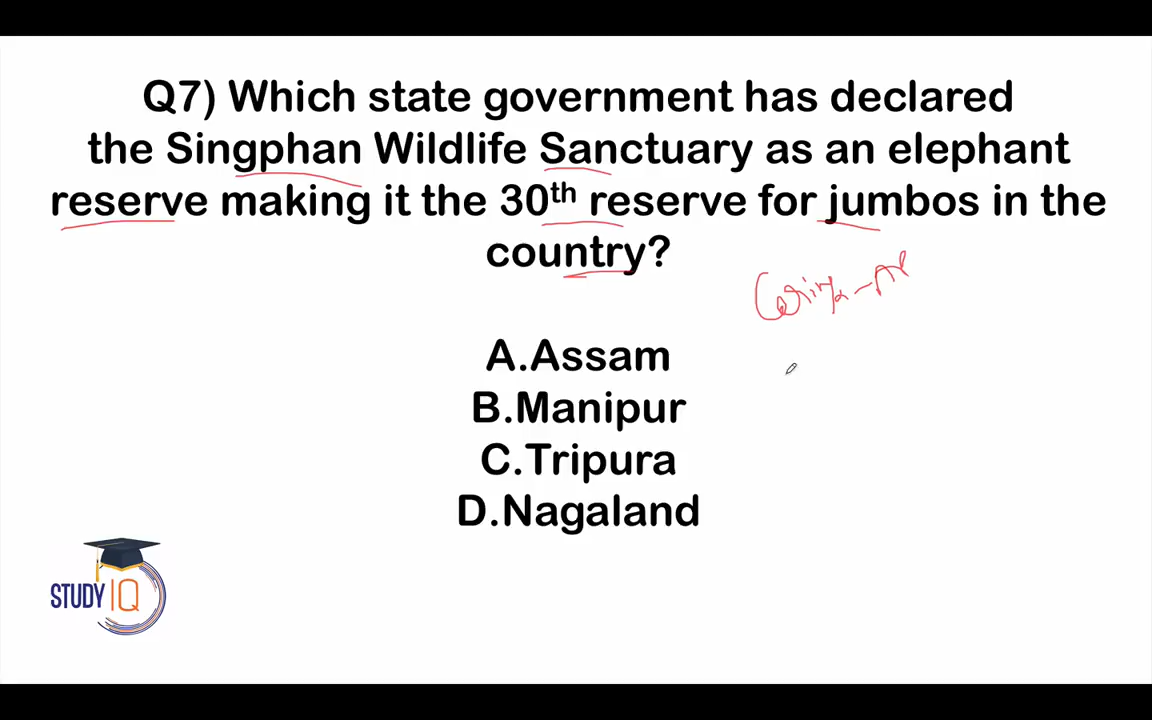 Q7) Which state government has declared
the Singphan Wildlife Sanctuary as an elephant
reserve making it the 30th reserve for jumbos in the
country?
A.Assam
B.Manipur
C.Tripura
D.Nagaland
STUDY IQ